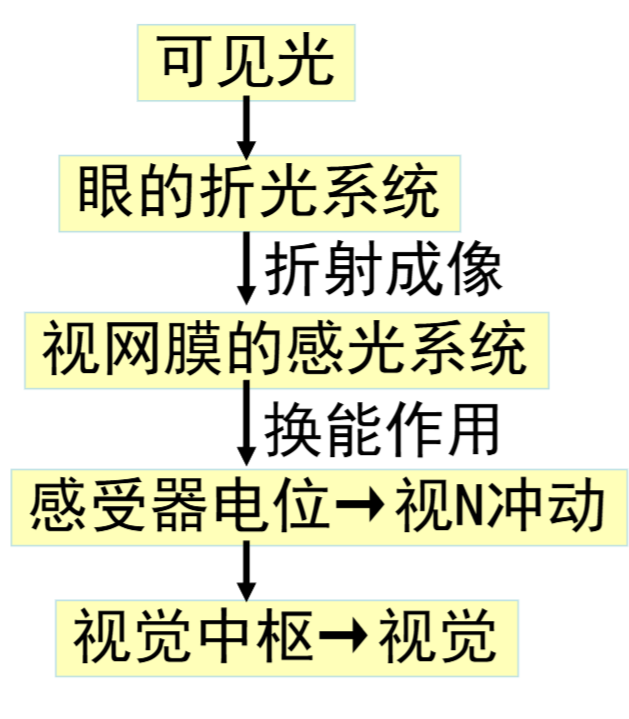 可见光
眼的折光系统
折射成像
视网膜的感光系统
换能作用
感受器电位→视N冲动
视觉中枢→视觉